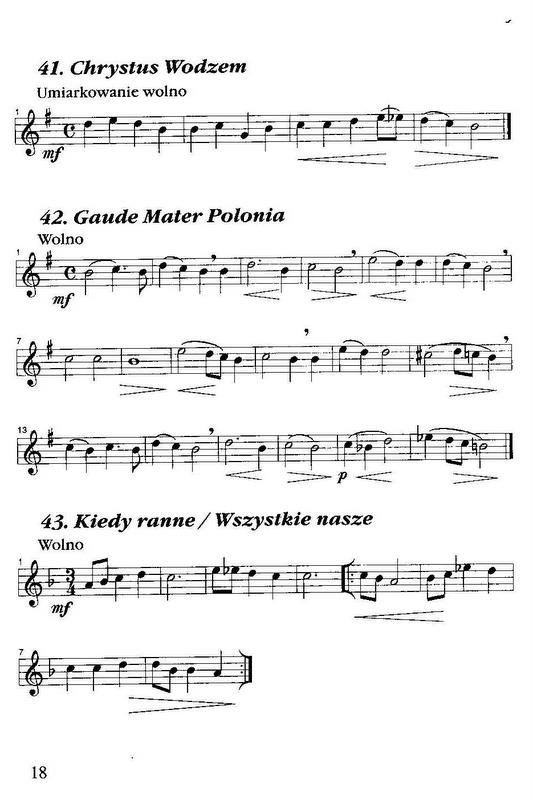 41. Chrystus Wodzem
Umiarkowanie wolno
1
mf
42. Gaude Mater Polonia
Wolno
1
mf
7
13
p
43. Kiedy ranne / Wszystkie nasze
Wolno
1
3
4
mf
7
18